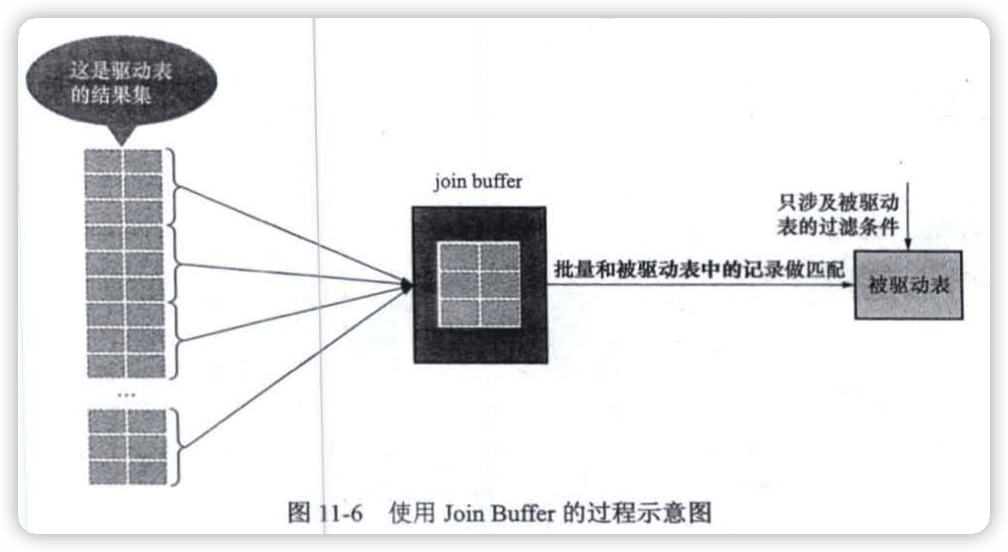 这是驱动表
的结果集
join buffer
只涉及被驱动
表的过滤条件
批量和被驱动表中的记录做匹配
被驱动表
...
图 11-6 使用 Join Buffer 的过程示意图